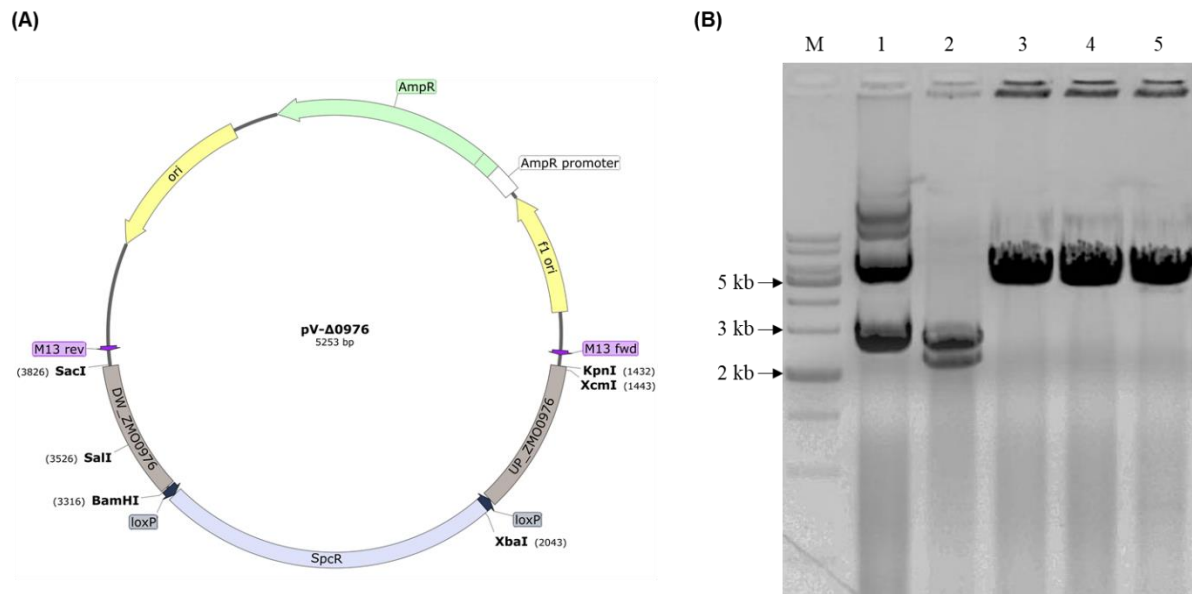 (A)
AmpR
AmpR promoter
ori
f1 ori
pV-Δ0976
5253 bp
M13 rev
M13 fwd
(3826) SacI
KpnI (1432)
XcmI (1443)
DW_ZMO0976
UP_ZMO0976
(3526) SalI
(3316) BamHI
loxP
loxP
XbaI (2043)
SpcR
(B)
M 1 2 3 4 5
5 kb
3 kb
2 kb